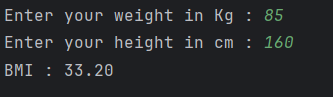 Enter your weight in Kg : 85
Enter your height in cm : 160
BMI : 33.20